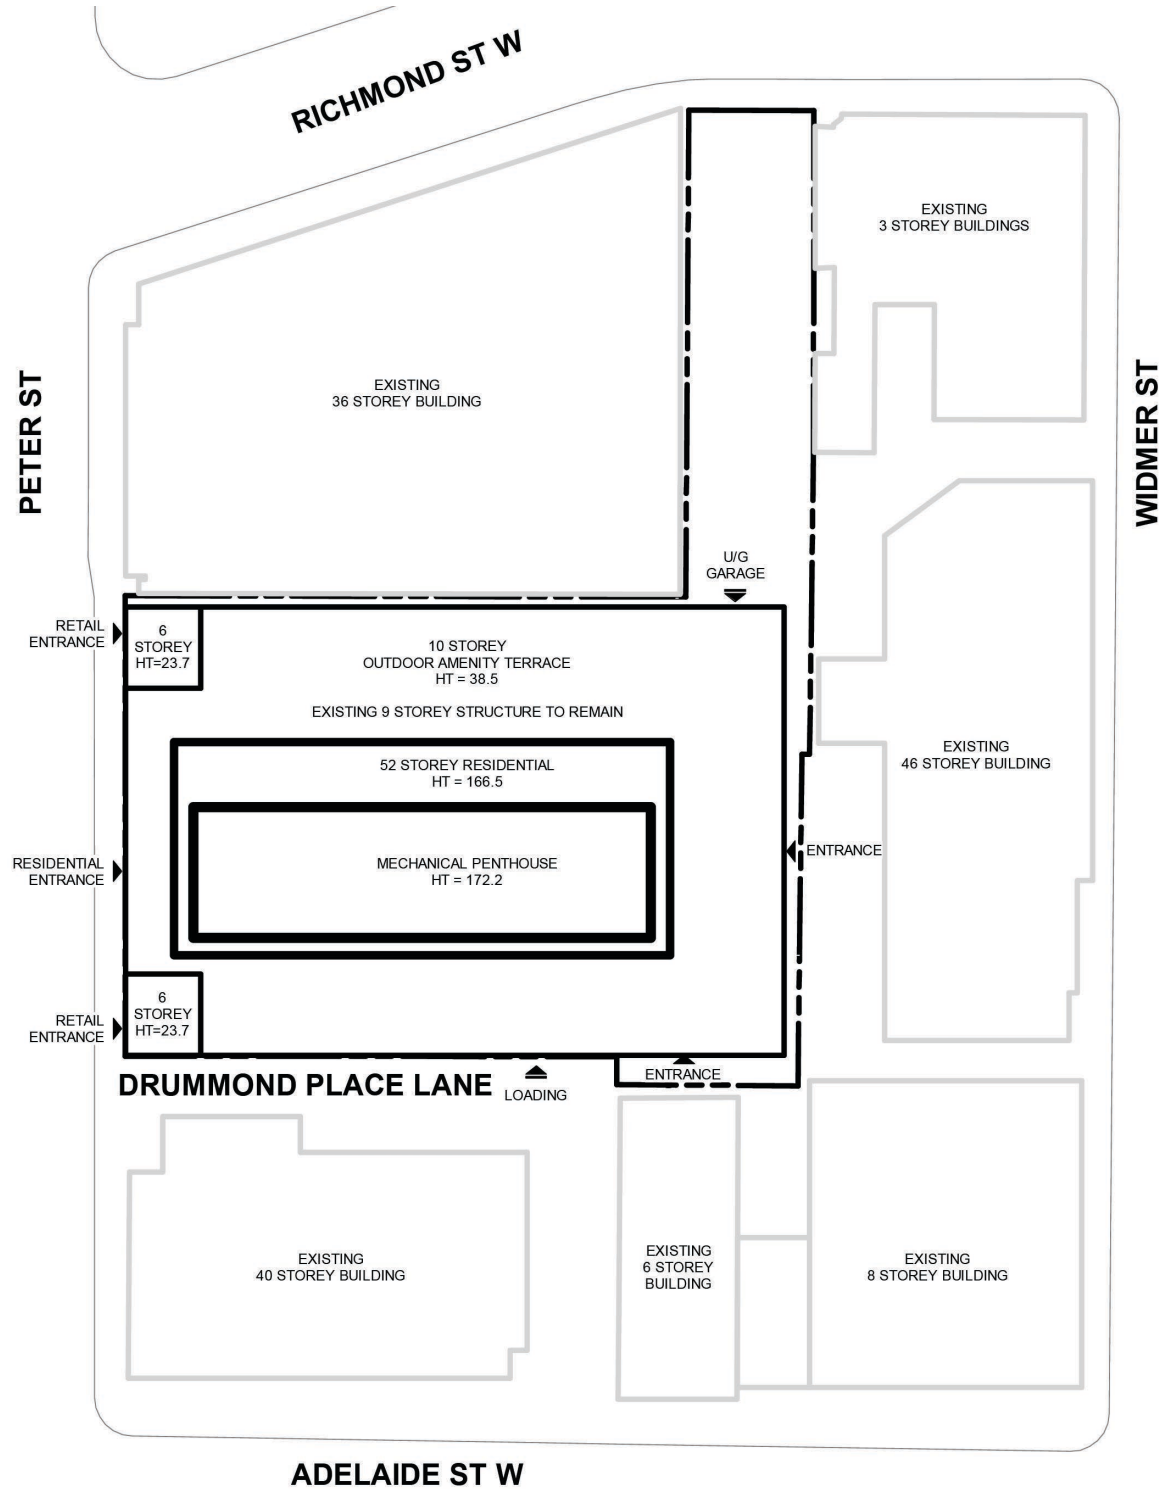 RICHMOND ST W
EXISTING
3 STOREY BUILDINGS
EXISTING
36 STOREY BUILDING
PETER ST
WIDMER ST
U/G
GARAGE
RETAIL
ENTRANCE
6
STOREY
HT=23.7
10 STOREY
OUTDOOR AMENITY TERRACE
HT = 38.5
EXISTING 9 STOREY STRUCTURE TO REMAIN
52 STOREY RESIDENTIAL
HT = 166.5
EXISTING
46 STOREY BUILDING
MECHANICAL PENTHOUSE
HT = 172.2
RESIDENTIAL
ENTRANCE
ENTRANCE
RETAIL
ENTRANCE
6
STOREY
HT=23.7
DRUMMOND PLACE LANE
LOADING
ENTRANCE
EXISTING
40 STOREY BUILDING
EXISTING
6 STOREY
BUILDING
EXISTING
8 STOREY BUILDING
ADELAIDE ST W